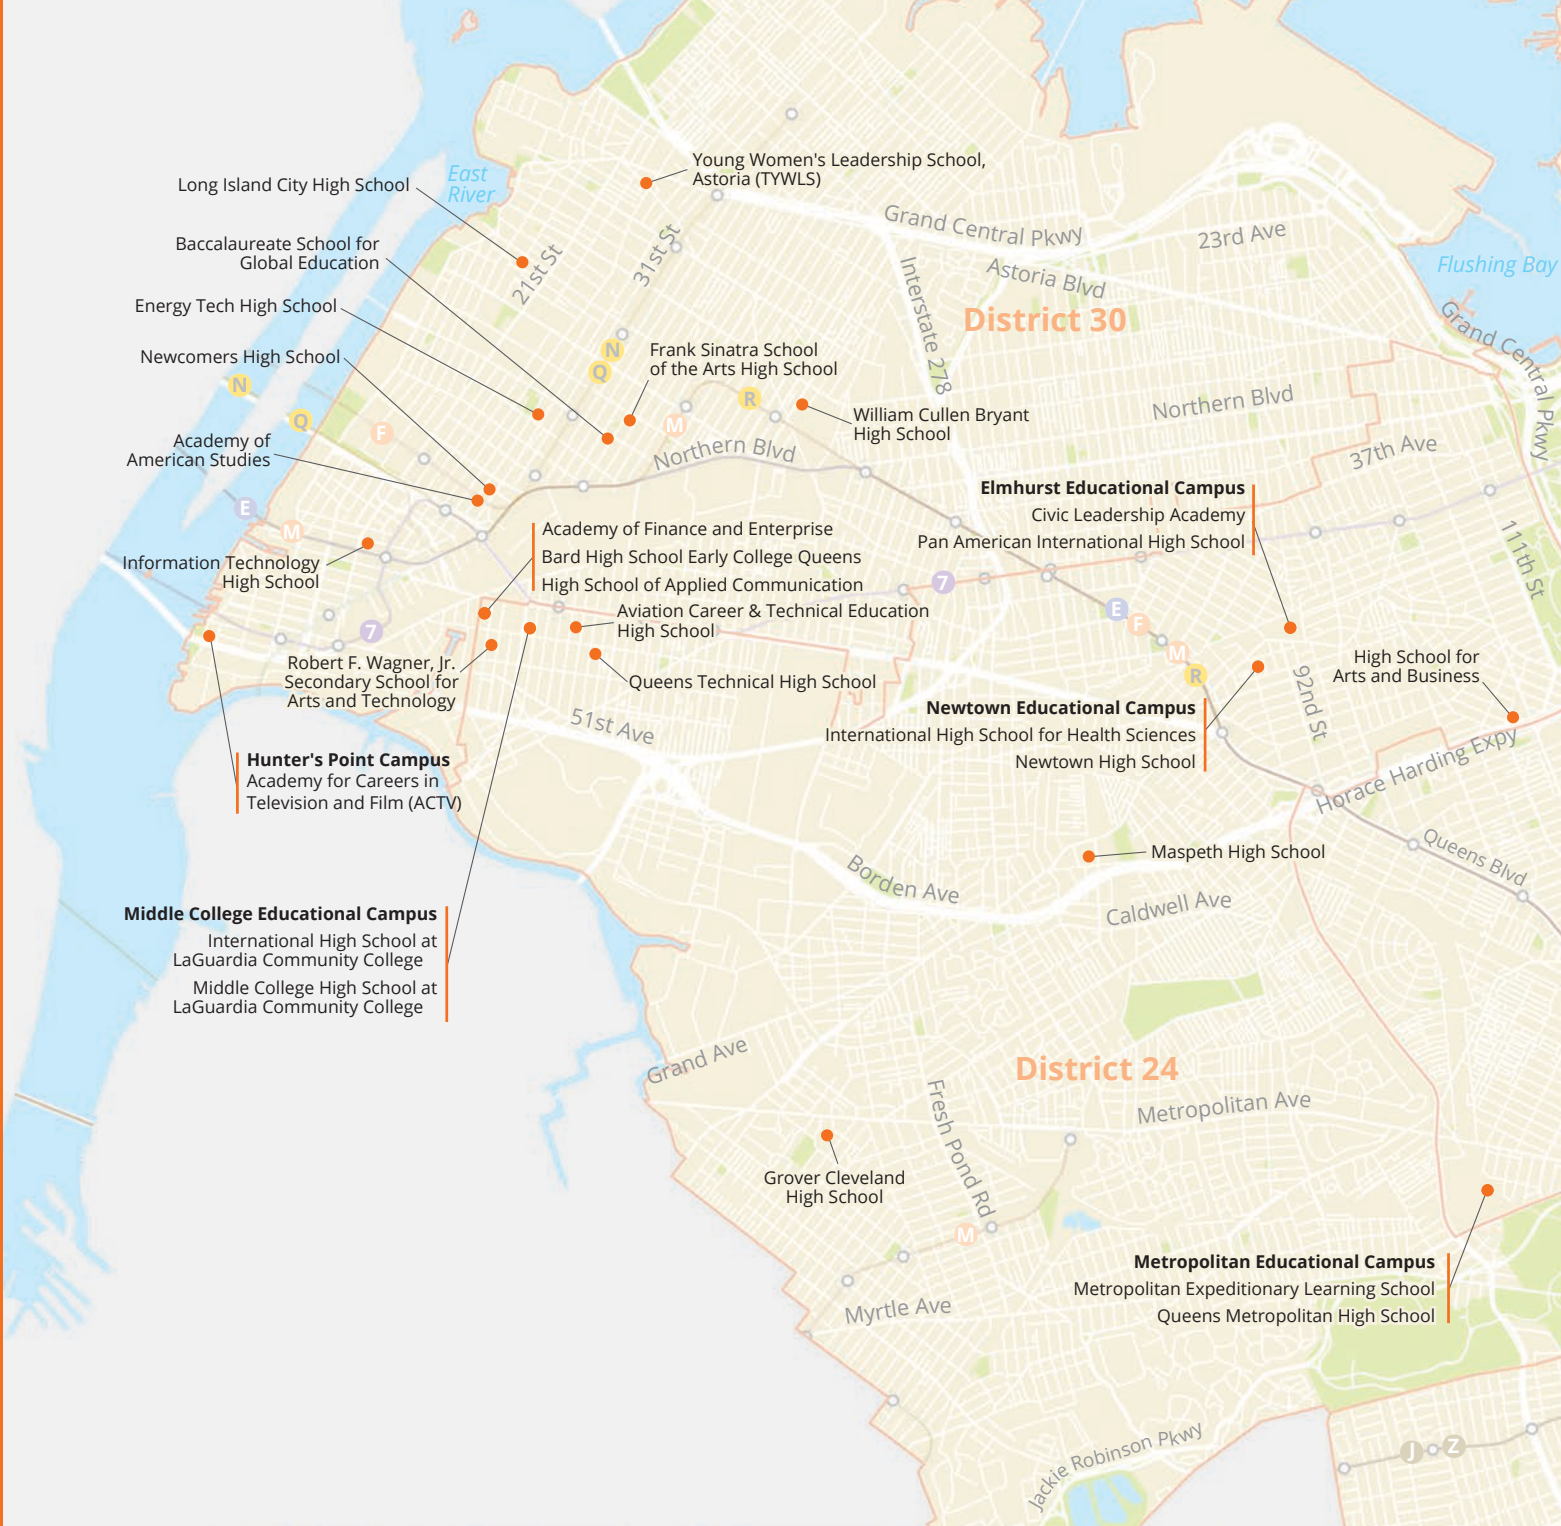 Young Women's Leadership School,
Astoria (TYWLS)
Long Island City High School
East
River
Baccalaureate School for
Global Education
Energy Tech High School
Newcomers High School
Academy of
American Studies
Information Technology
High School
21st St
31st St
Grand Central Pkwy
23rd Ave
Astoria Blvd
Interstate 278
Flushing Bay
District 30
Grand Central Pkwy
N
Q
N
Q
R
F
M
Frank Sinatra School
of the Arts High School
William Cullen Bryant
High School
Northern Blvd
Northern Blvd
37th Ave
111th St
E
M
Elmhurst Educational Campus
Civic Leadership Academy
Pan American International High School
Academy of Finance and Enterprise
Bard High School Early College Queens
High School of Applied Communication
Aviation Career & Technical Education
High School
7
7
E
F
M
R
Robert F. Wagner, Jr.
Secondary School for
Arts and Technology
Queens Technical High School
High School for
Arts and Business
92nd St
51st Ave
Newtown Educational Campus
International High School for Health Sciences
Newtown High School
Horace Harding Expy
Hunter's Point Campus
Academy for Careers in
Television and Film (ACTV)
Queens Blvd
Maspeth High School
Borden Ave
Caldwell Ave
Middle College Educational Campus
International High School at
LaGuardia Community College
Middle College High School at
LaGuardia Community College
Grand Ave
District 24
Fresh Pond Rd
Metropolitan Ave
Grover Cleveland
High School
M
Metropolitan Educational Campus
Metropolitan Expeditionary Learning School
Queens Metropolitan High School
Myrtle Ave
Jackie Robinson Pkwy
J
Z